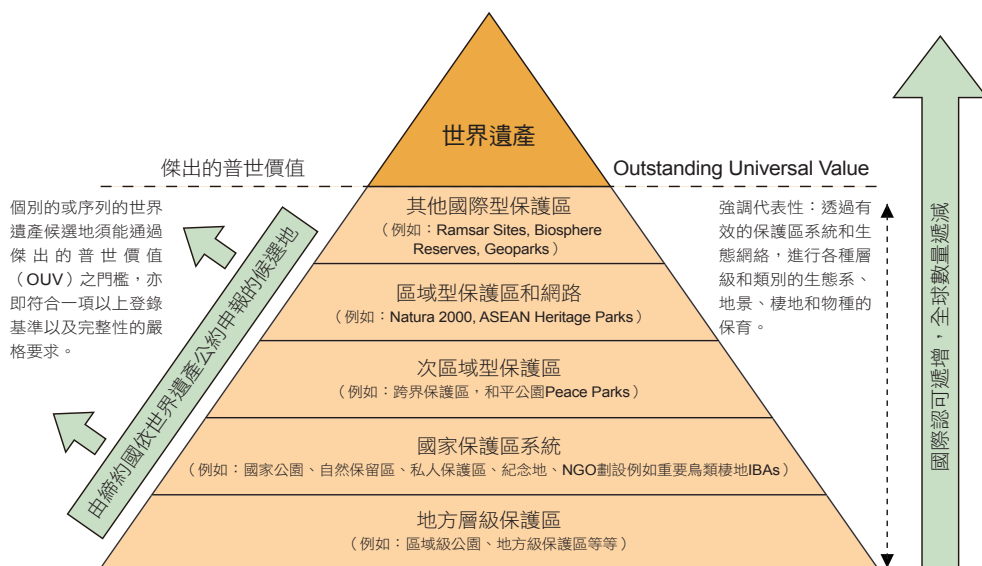 世界遺產
傑出的普世價值
Outstanding Universal Value
個別的或序列的世界
遺產候選地須能通過
傑出的普世價值
（OUV）之門檻，亦
即符合一項以上登錄
基準以及完整性的嚴
格要求。
由締約國依世界遺產公約申報的候選地
其他國際型保護區
（例如：Ramsar Sites, Biosphere
Reserves, Geoparks）
區域型保護區和網路
（例如：Natura 2000, ASEAN Heritage Parks）
次區域型保護區
（例如：跨界保護區，和平公園Peace Parks）
國家保護區系統
（例如：國家公園、自然保留區、私人保護區、紀念地、NGO劃設例如重要鳥類棲地IBAs）
地方層級保護區
（例如：區域級公園、地方級保護區等等）
強調代表性：透過有
效的保護區系統和生
態網絡，進行各種層
級和類別的生態系、
地景、棲地和物種的
保育。
國際認可遞增，全球數量遞減